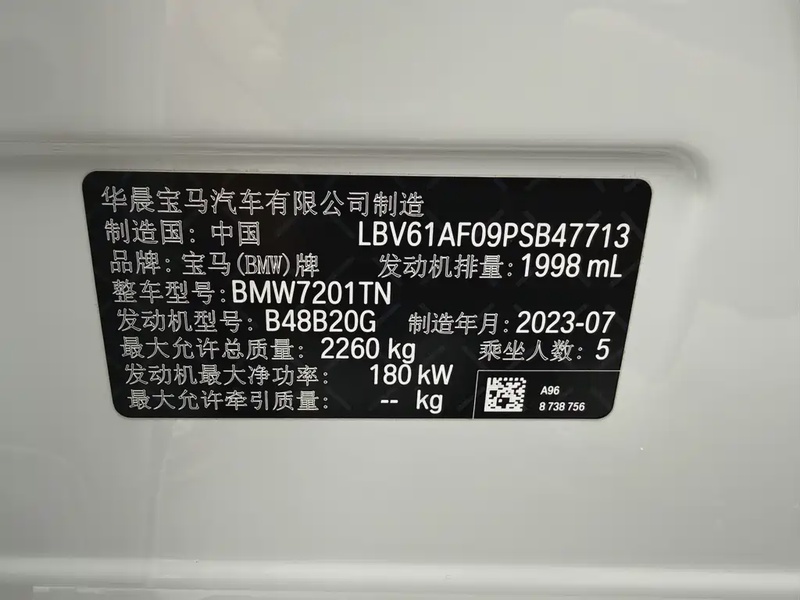 华晨宝马汽车有限公司制造
制造国: 中国 LBV61AF09PSB47713
品牌: 宝马(BMW)牌 发动机排量: 1998 mL
整车型号: BMW7201TN
发动机型号: B48B20G 制造年月: 2023-07
最大允许总质量: 2260 kg 乘坐人数: 5
发动机最大净功率: 180 kW
最大允许牵引质量: -- kg
A96
8 738 756